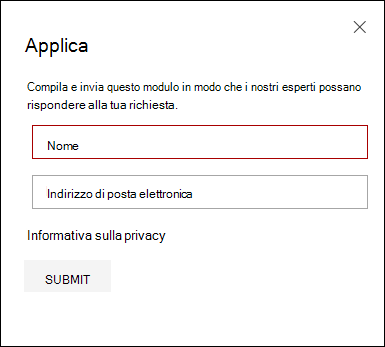 Applica
Compila e invia questo modulo in modo che i nostri esperti possano
rispondere alla tua richiesta.
Nome
Indirizzo di posta elettronica
Informativa sulla privacy
SUBMIT